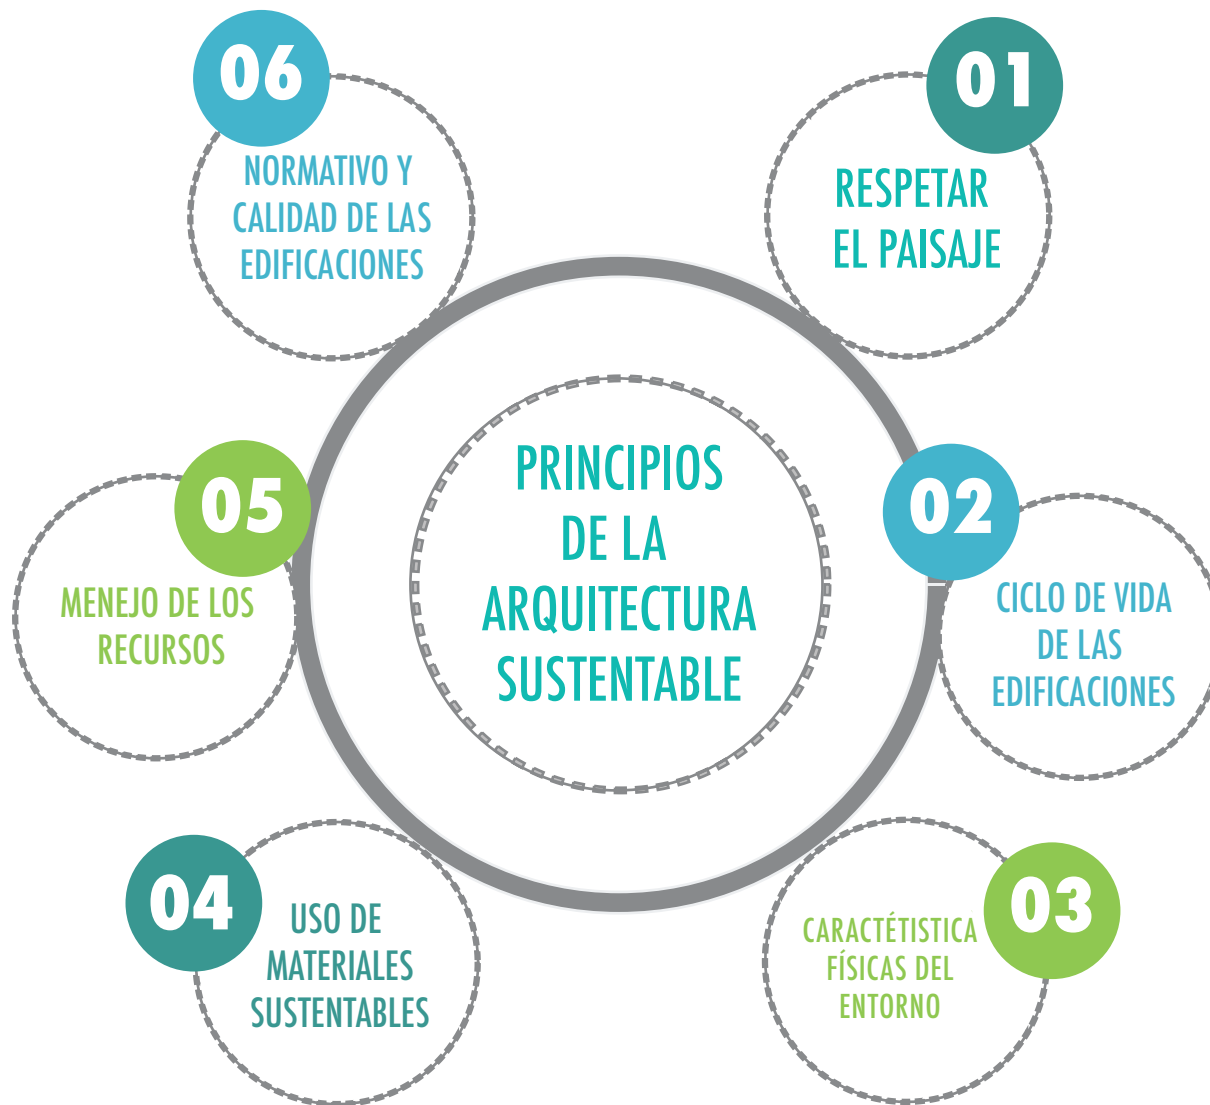 PRINCIPIOS
DE LA
ARQUITECTURA
SUSTENTABLE
01
RESPETAR
EL PAISAJE
02
CICLO DE VIDA
DE LAS
EDIFICACIONES
03
CARACTÉTISTICA
FÍSICAS DEL
ENTORNO
04
USO DE
MATERIALES
SUSTENTABLES
05
MENEJO DE LOS
RECURSOS
06
NORMATIVO Y
CALIDAD DE LAS
EDIFICACIONES